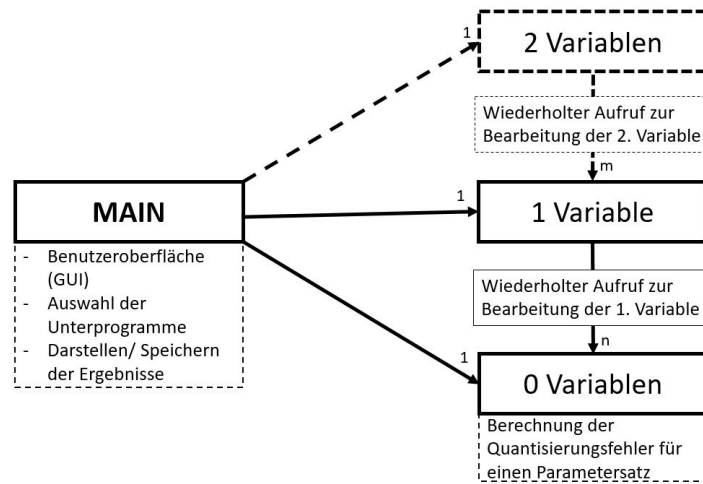 1
2 Variablen
Wiederholter Aufruf zur
Bearbeitung der 2. Variable
m
MAIN
1
1 Variable
- Benutzeroberfläche
(GUI)
- Auswahl der
Unterprogramme
- Darstellen/ Speichern
der Ergebnisse
Wiederholter Aufruf zur
Bearbeitung der 1. Variable
n
1
0 Variablen
Berechnung der
Quantisierungsfehler für
einen Parametersatz